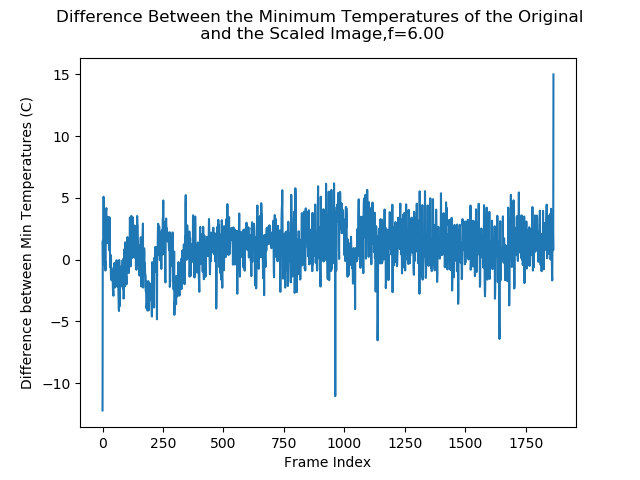 Difference Between the Minimum Temperatures of the Original
and the Scaled Image,f=6.00
15
10
5
0
−5
−10
Difference between Min Temperatures (C)
0 250 500 750 1000 1250 1500 1750
Frame Index